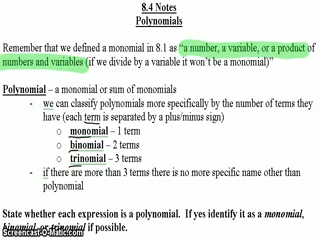 8.4 Notes
Polynomials
Remember that we defined a monomial in 8.1 as "a number, a variable, or a product of
numbers and variables (if we divide by a variable it won't be a monomial)"
Polynomial – a monomial or sum of monomials
- we can classify polynomials more specifically by the number of terms they
have (each term is separated by a plus/minus sign)
o monomial – 1 term
o binomial – 2 terms
o trinomial – 3 terms
- if there are more than 3 terms there is no more specific name other than
polynomial
State whether each expression is a polynomial. If yes identify it as a monomial,
binomial, or trinomial if possible.
Screencast-O-Matic.com